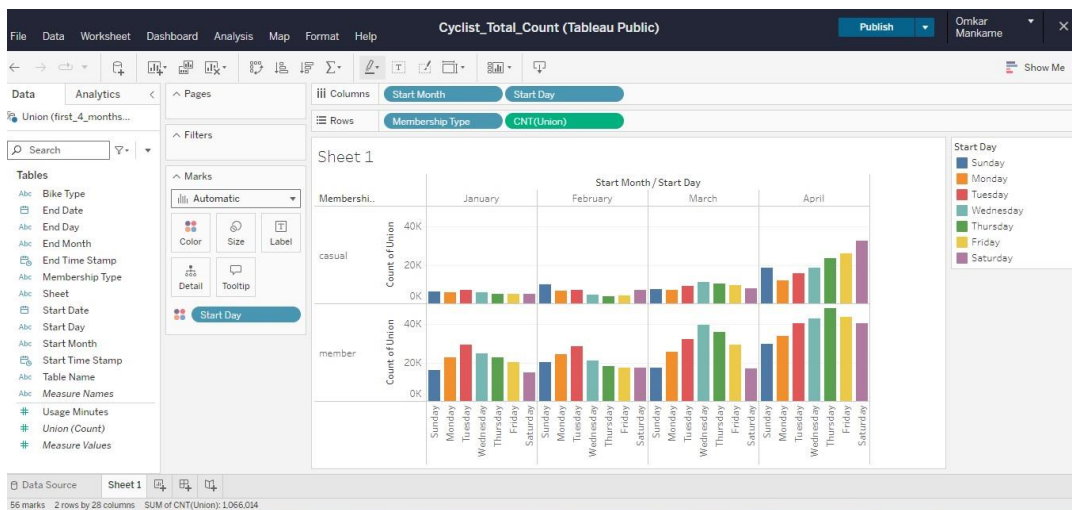 Cyclist_Total_Count (Tableau Public)
Publish
Omkar
Mankame
File Data Worksheet Dashboard Analysis Map Format Help
Show Me
Data Analytics
Union (first_4_months...
Search
Tables
Abc Bike Type
End Date
Abc End Day
Abc End Month
End Time Stamp
Abc Membership Type
Abc Sheet
Start Date
Abc Start Day
Abc Start Month
Start Time Stamp
Abc Table Name
Abc Measure Names
# Usage Minutes
# Union (Count)
# Measure Values
Pages
Filters
Marks
Automatic
Color Size Label
Detail Tooltip
Start Day
Columns Start Month Start Day
Rows Membership Type CNT(Union)
Sheet 1
Start Month / Start Day
Membershi.. January February March April
casual
Count of Union
40K
20K
0K
member
Count of Union
40K
20K
0K
Sunday Monday Tuesday Wednesday Thursday Friday Saturday Sunday Monday Tuesday Wednesday Thursday Friday Saturday Sunday Monday Tuesday Wednesday Thursday Friday Saturday Sunday Monday Tuesday Wednesday Thursday Friday Saturday
Start Day
Sunday
Monday
Tuesday
Wednesday
Thursday
Friday
Saturday
Data Source Sheet 1
56 marks 2 rows by 28 columns SUM of CNT(Union): 1,066,014